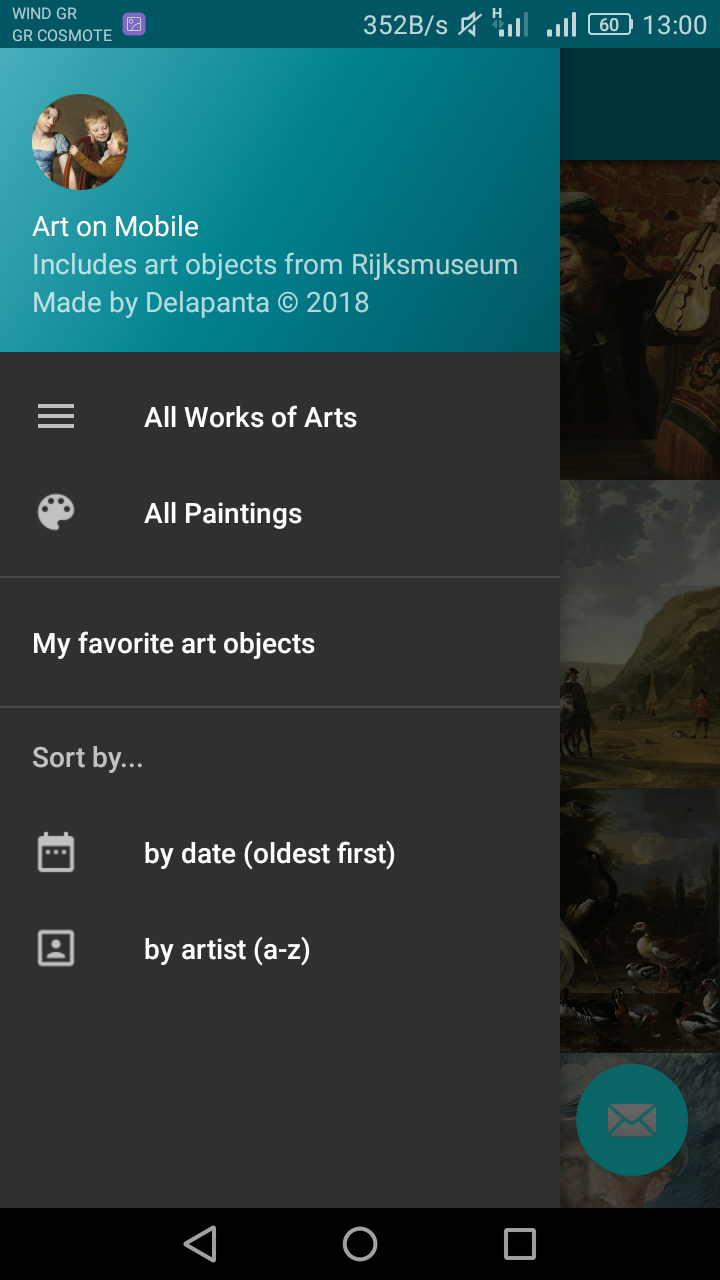 WIND GR
GR COSMOTE
352B/s H 60 13:00
Art on Mobile
Includes art objects from Rijksmuseum
Made by Delapanta © 2018
All Works of Arts
All Paintings
My favorite art objects
Sort by...
by date (oldest first)
by artist (a-z)